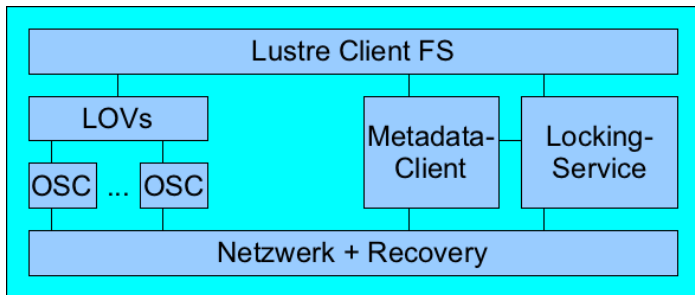 Lustre Client FS
LOVs
Metadata-
Client
Locking-
Service
OSC ... OSC
Netzwerk + Recovery